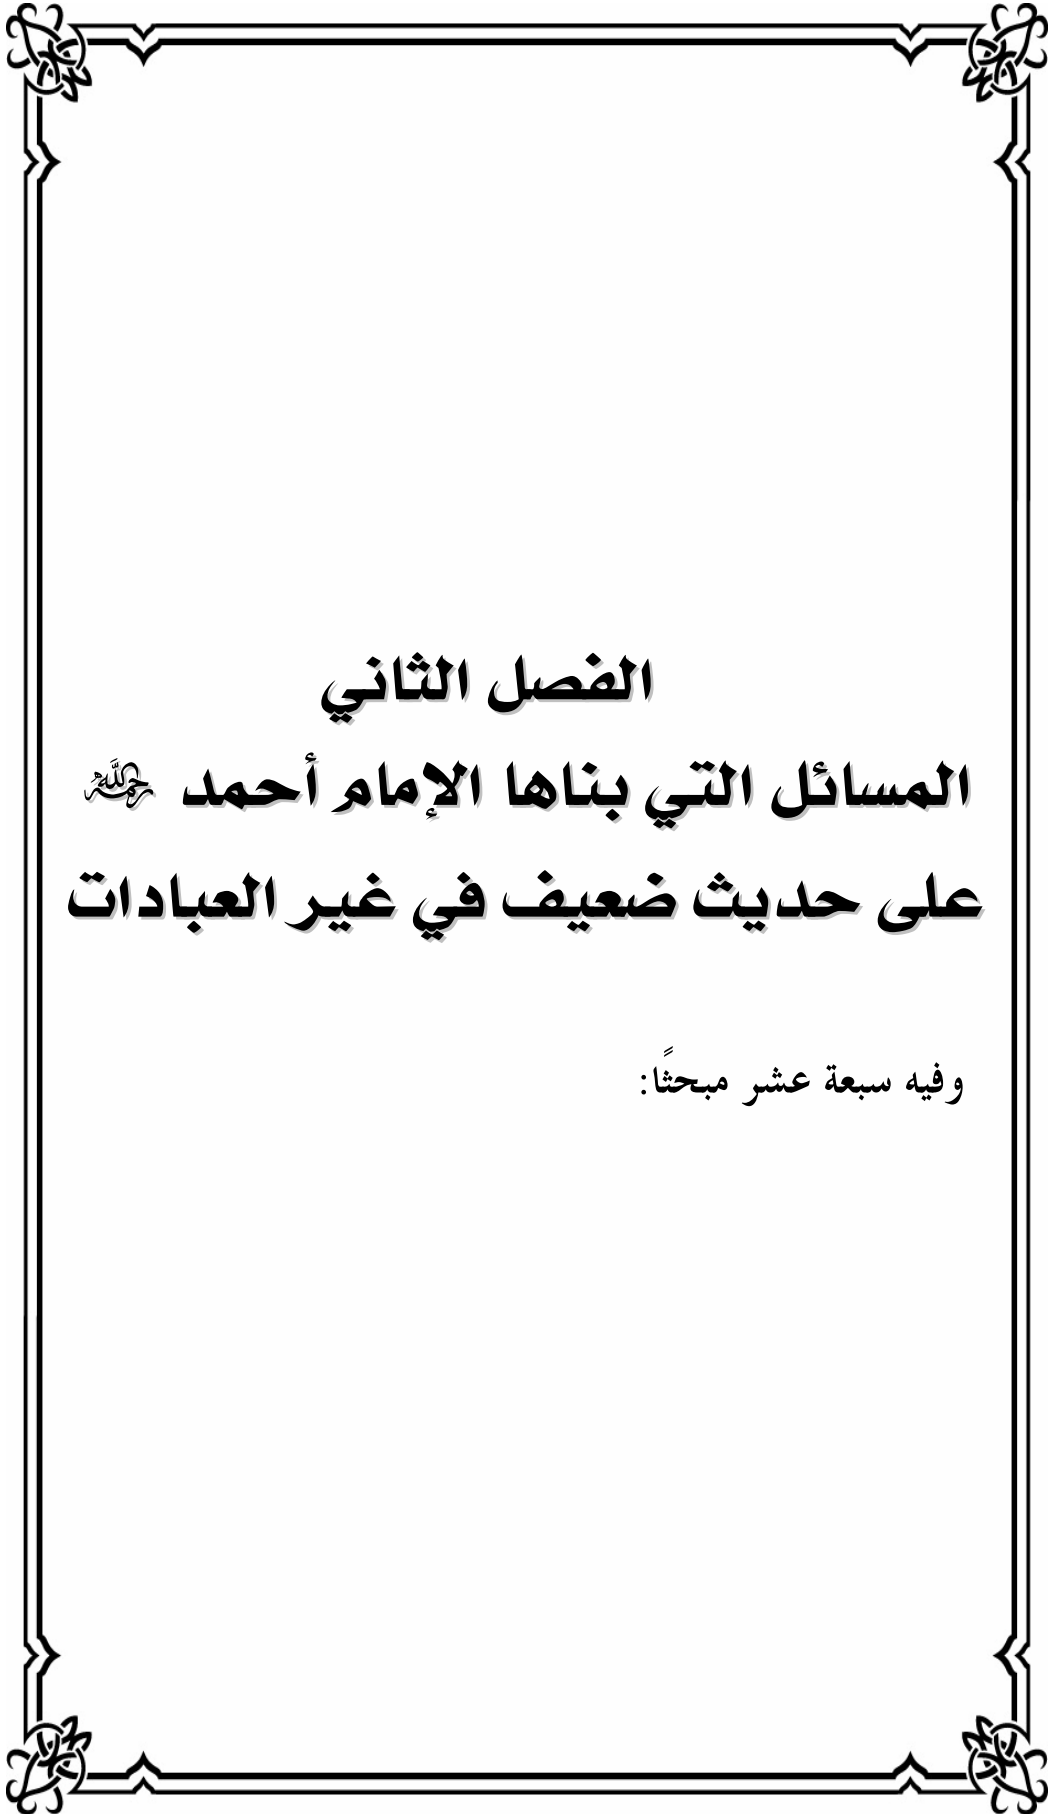 الفصل الثاني
المسائل التي بناها الإمام أحمد رحمه الله
على حديث ضعيف في غير العبادات
وفيه سبعة عشر مبحثًا: